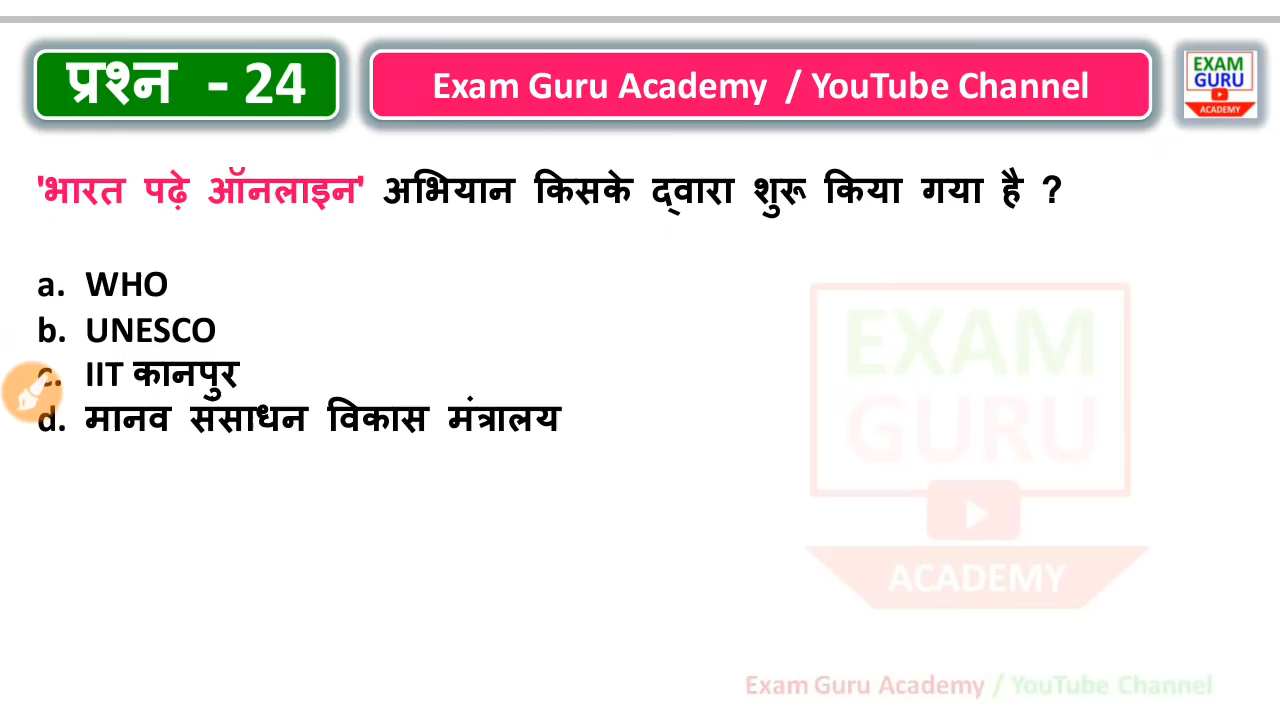 प्रश्न - 24
Exam Guru Academy / YouTube Channel
EXAM
GURU
ACADEMY
'भारत पढ़े ऑनलाइन' अभियान किसके द्वारा शुरू किया गया है ?
a. WHO
b. UNESCO
c. IIT कानपुर
d. मानव संसाधन विकास मंत्रालय
EXAM
GURU
ACADEMY
Exam Guru Academy / YouTube Channel